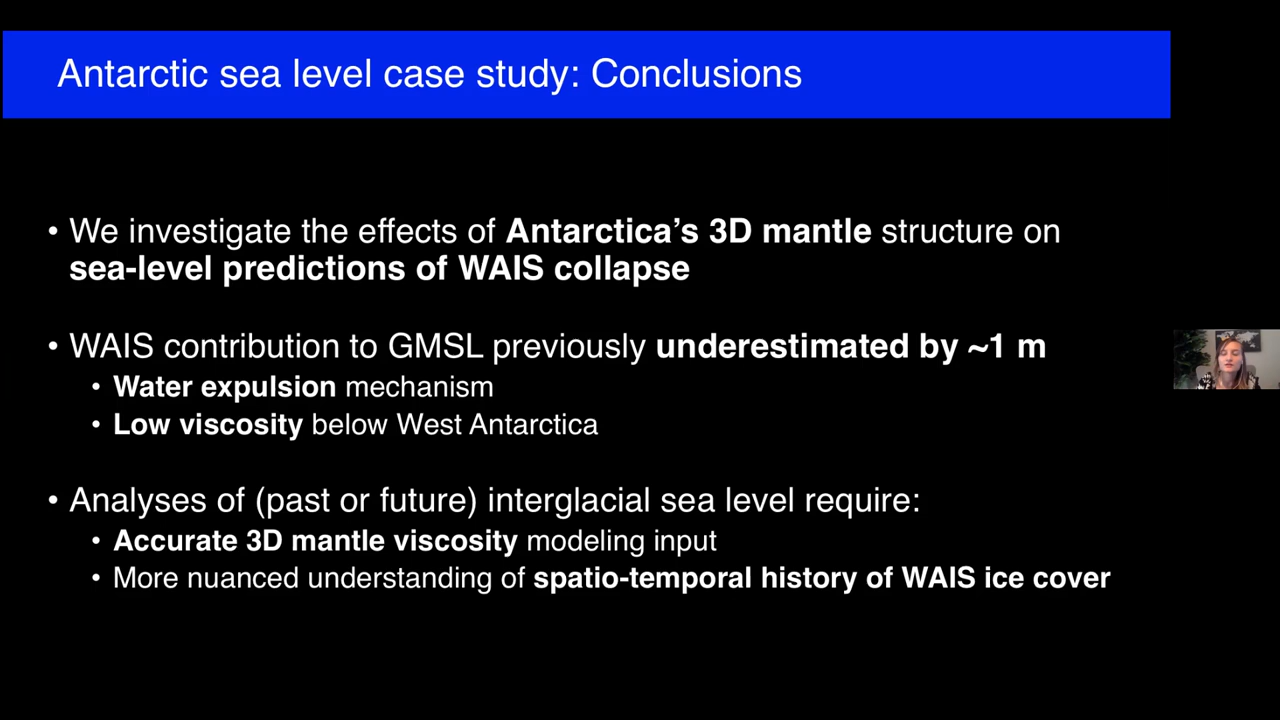 Antarctic sea level case study: Conclusions
• We investigate the effects of Antarctica's 3D mantle structure on
sea-level predictions of WAIS collapse
• WAIS contribution to GMSL previously underestimated by ~1 m
• Water expulsion mechanism
• Low viscosity below West Antarctica
• Analyses of (past or future) interglacial sea level require:
• Accurate 3D mantle viscosity modeling input
• More nuanced understanding of spatio-temporal history of WAIS ice cover